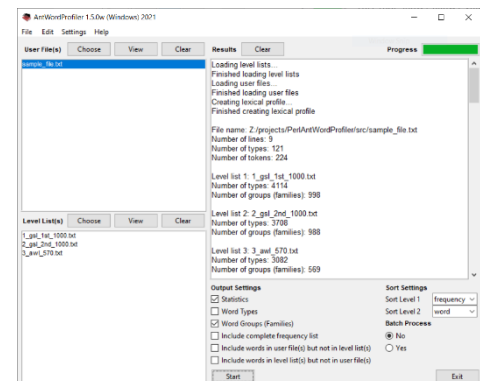 AntWordProfiler 1.5.0w (Windows) 2021
File Edit Settings Help
User File(s) Choose View Clear
sample_file.txt
Level List(s) Choose View Clear
1_gsl_1st_1000.txt
2_gsl_2nd_1000.txt
3_awl_570.txt
Results Clear Progress
Loading level lists...
Finished loading level lists
Loading user files...
Finished loading user files
Creating lexical profile...
Finished creating lexical profile
File name: Z:/projects/PerlAntWordProfiler/src/sample_file.txt
Number of lines: 9
Number of types: 121
Number of tokens: 224
Level list 1: 1_gsl_1st_1000.txt
Number of types: 4114
Number of groups (families): 998
Level list 2: 2_gsl_2nd_1000.txt
Number of types: 3708
Number of groups (families): 988
Level list 3: 3_awl_570.txt
Number of types: 3082
Number of groups (families): 569
Output Settings
Statistics
Word Types
Word Groups (Families)
Include complete frequency list
Include words in user file(s) but not in level list(s)
Include words in level list(s) but not in user file(s)
Start
Sort Settings
Sort Level 1 frequency
Sort Level 2 word
Batch Process
No
Yes
Exit